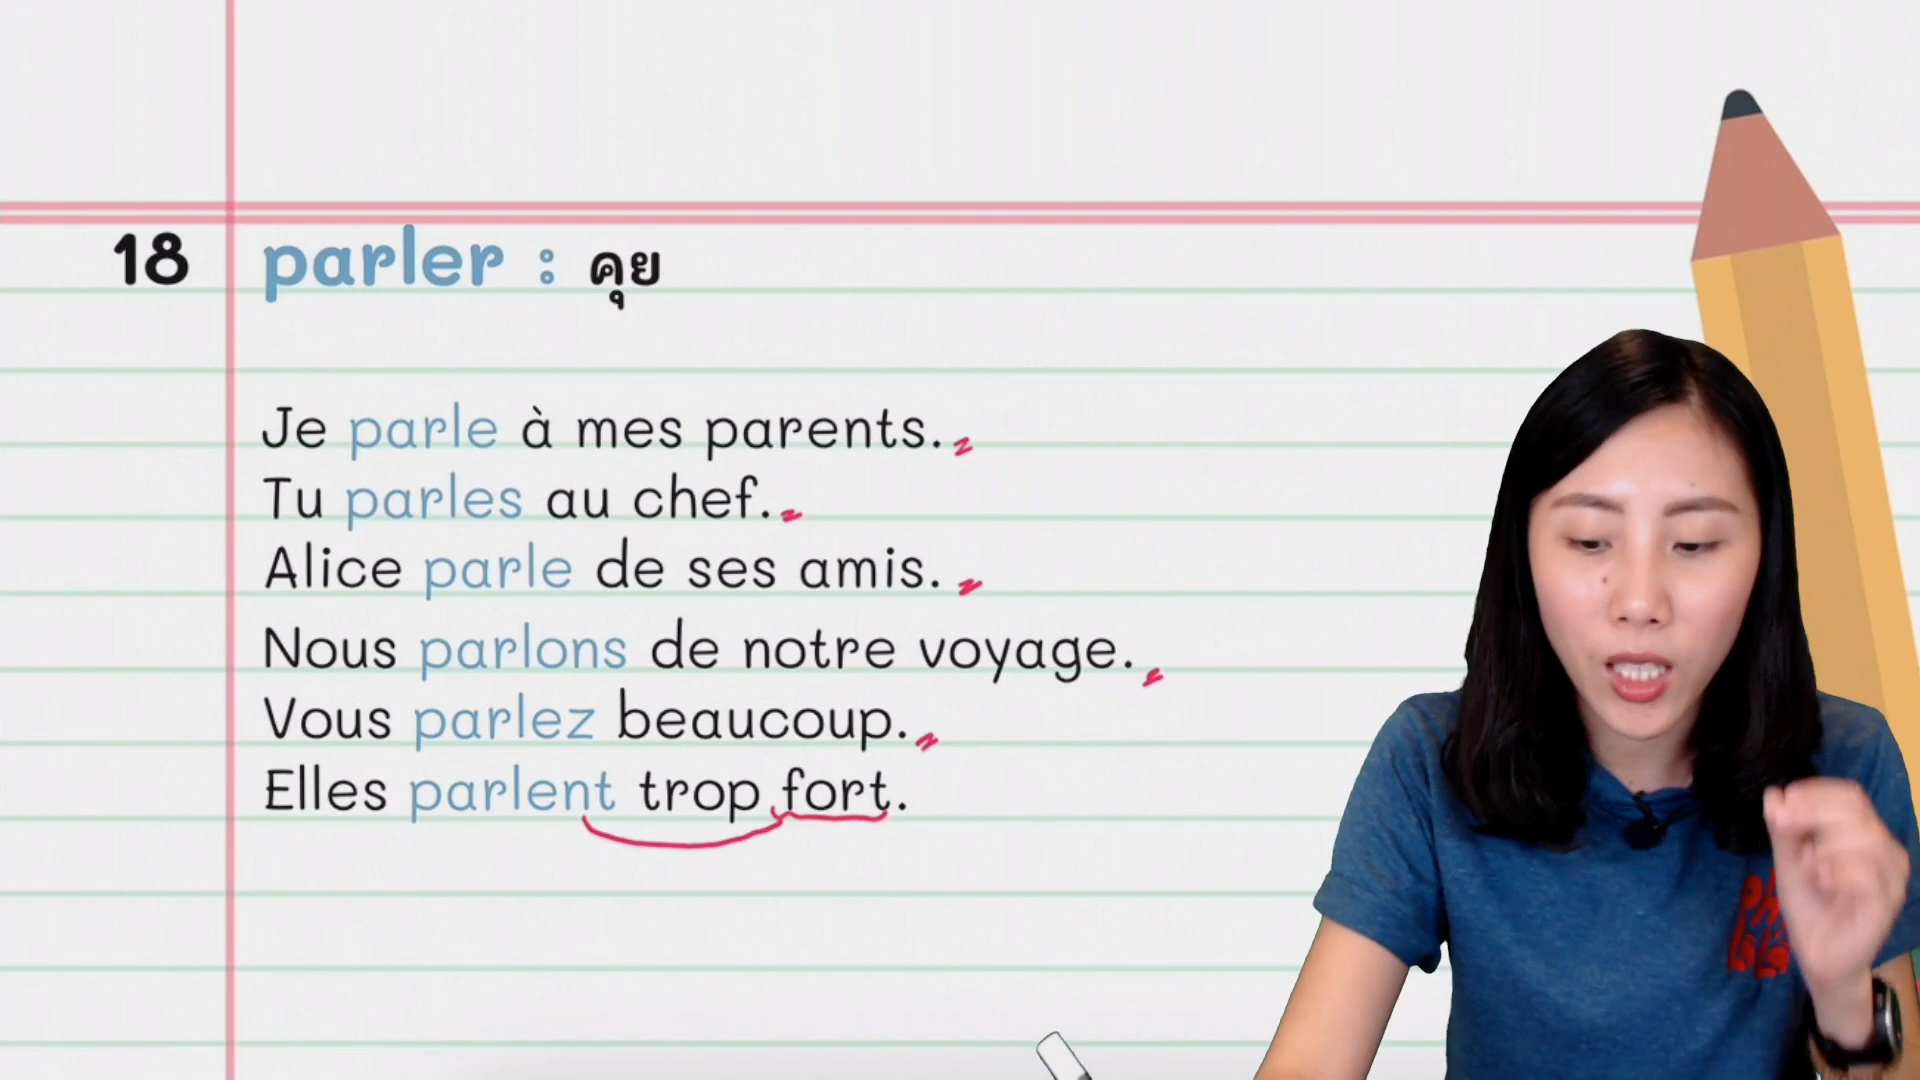 18 parler : คุย
Je parle à mes parents.
Tu parles au chef.
Alice parle de ses amis.
Nous parlons de notre voyage.
Vous parlez beaucoup.
Elles parlent trop fort.